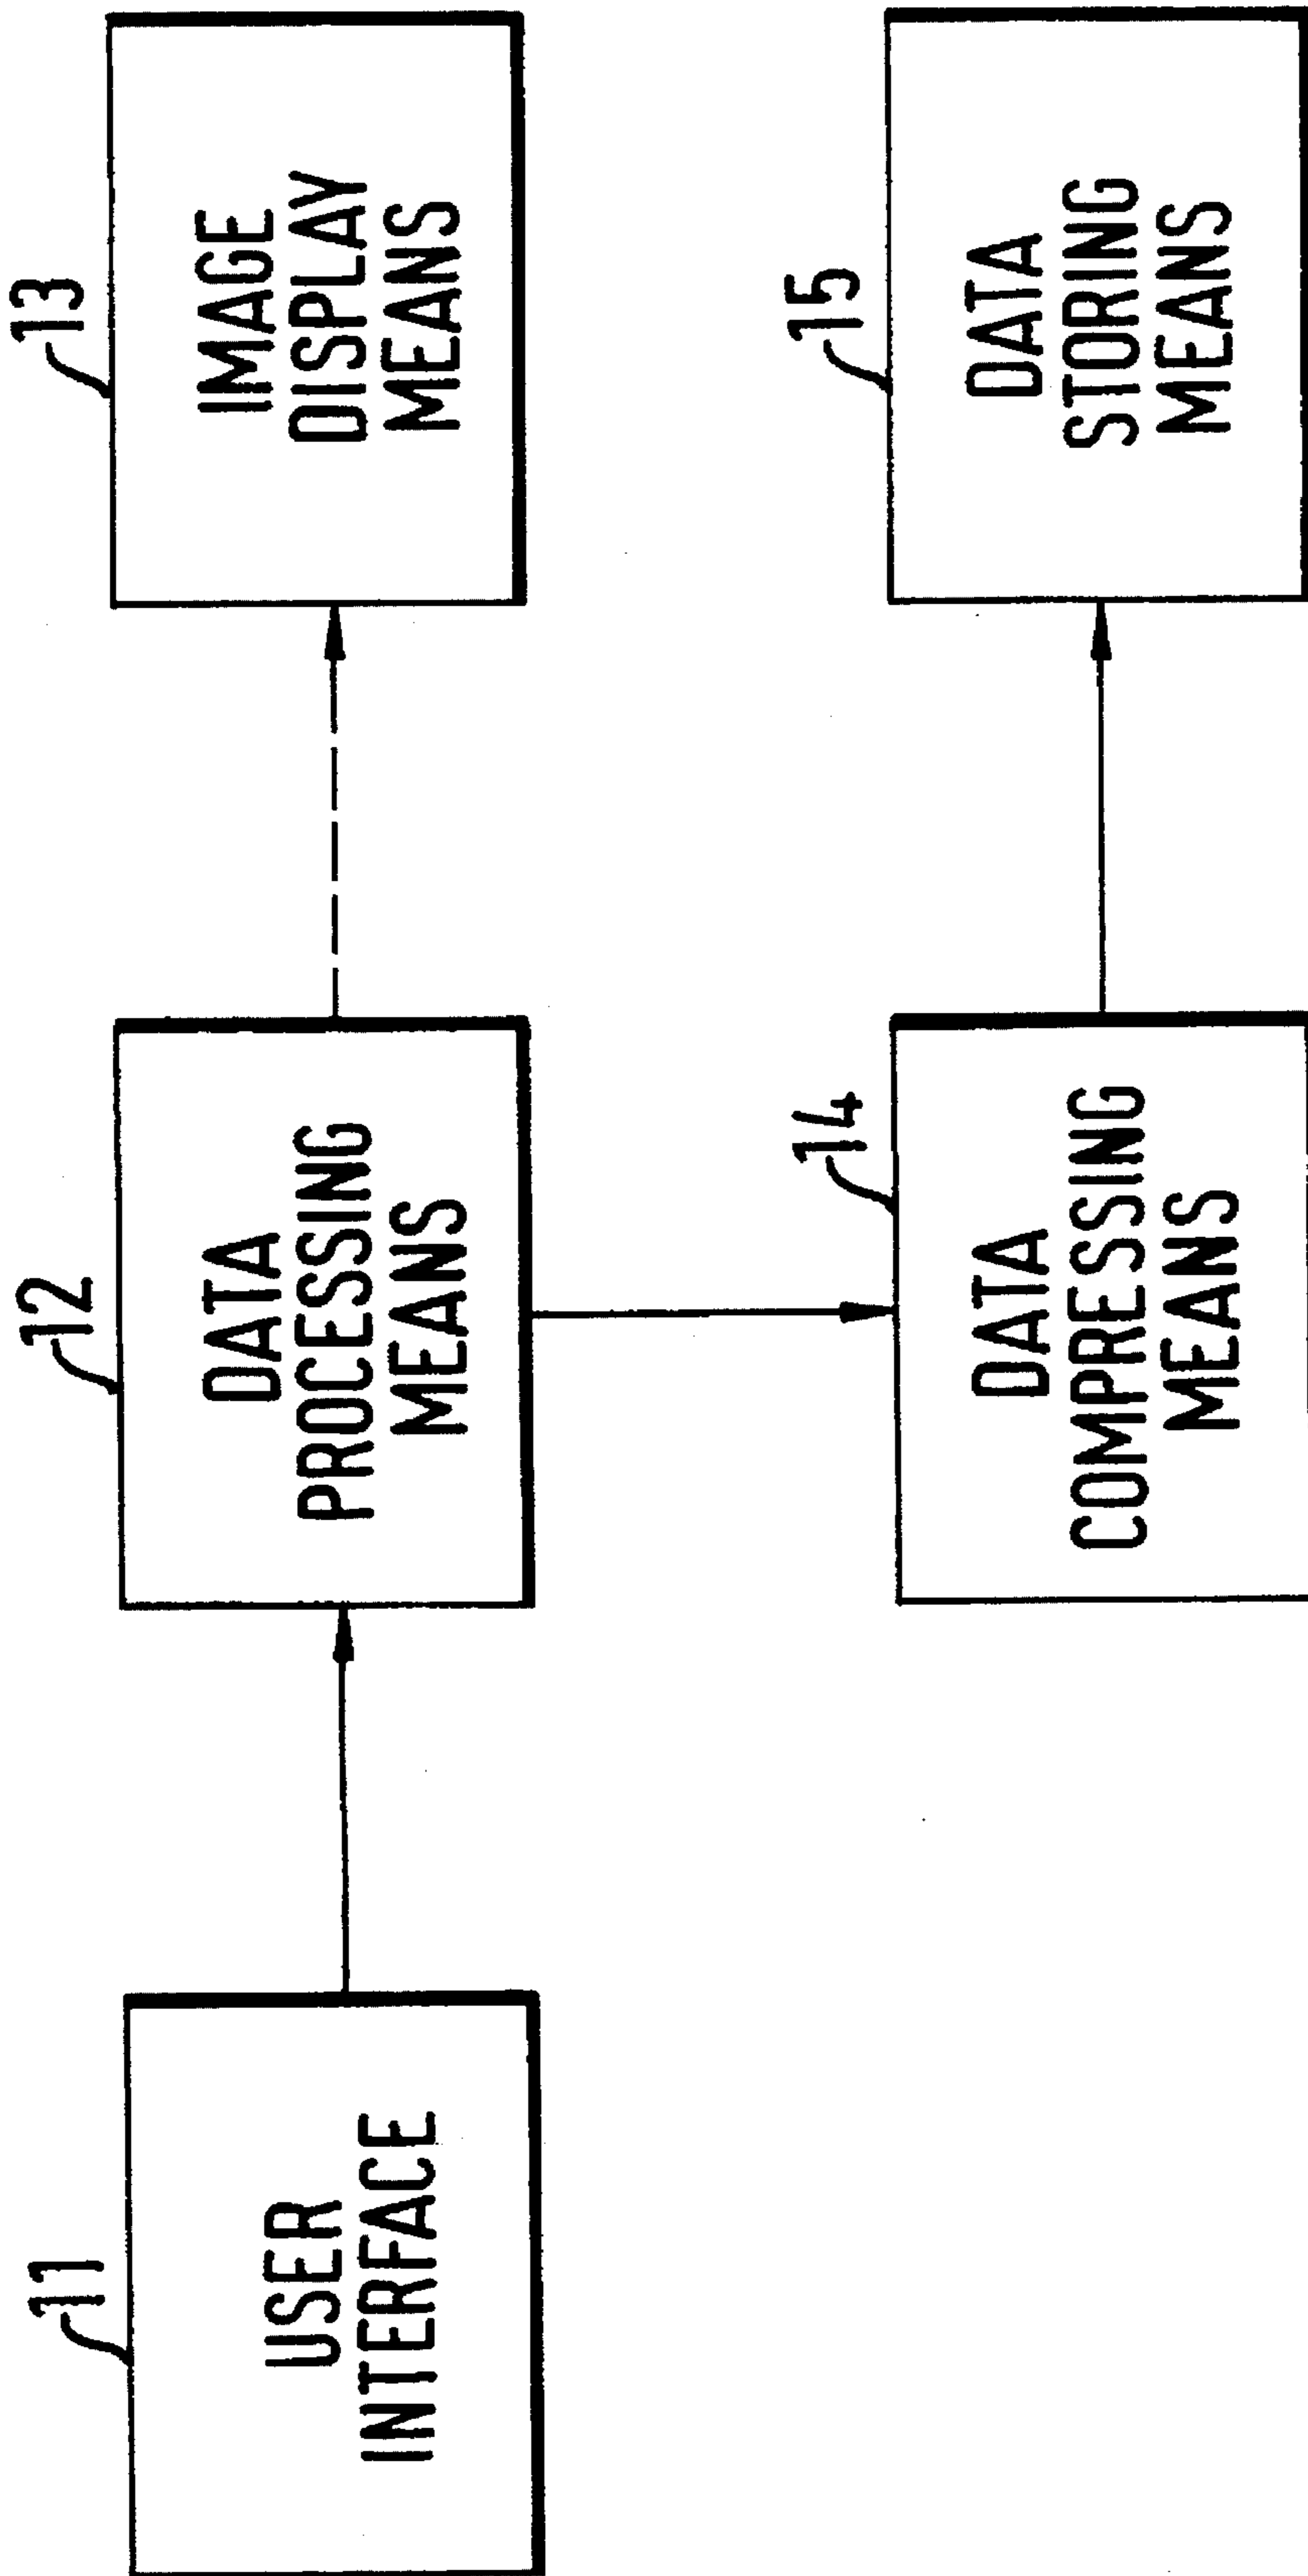 11
USER
INTERFACE
12
DATA
PROCESSING
MEANS
13
IMAGE
DISPLAY
MEANS
14
DATA
COMPRESSING
MEANS
15
DATA
STORING
MEANS